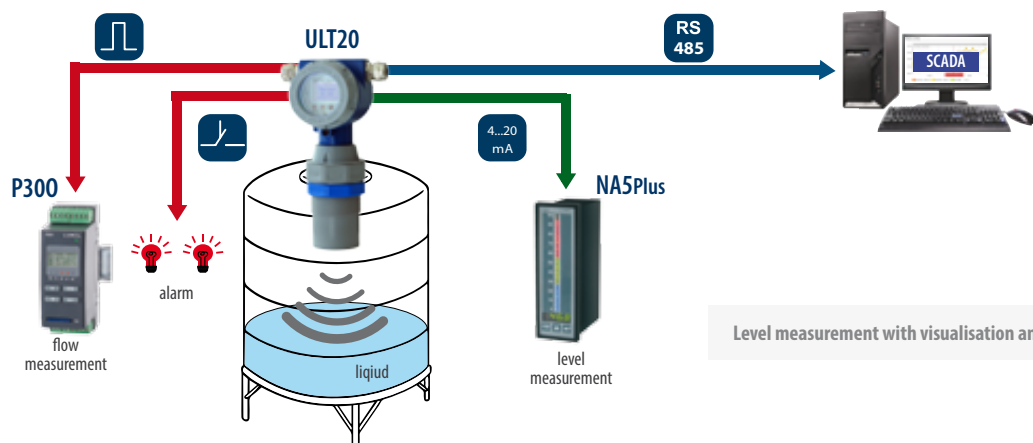 ULT20
RS
485
SCADA
4...20
mA
P300
NA5Plus
alarm
flow
measurement
liqiud
level
measurement
Level measurement with visualisation an